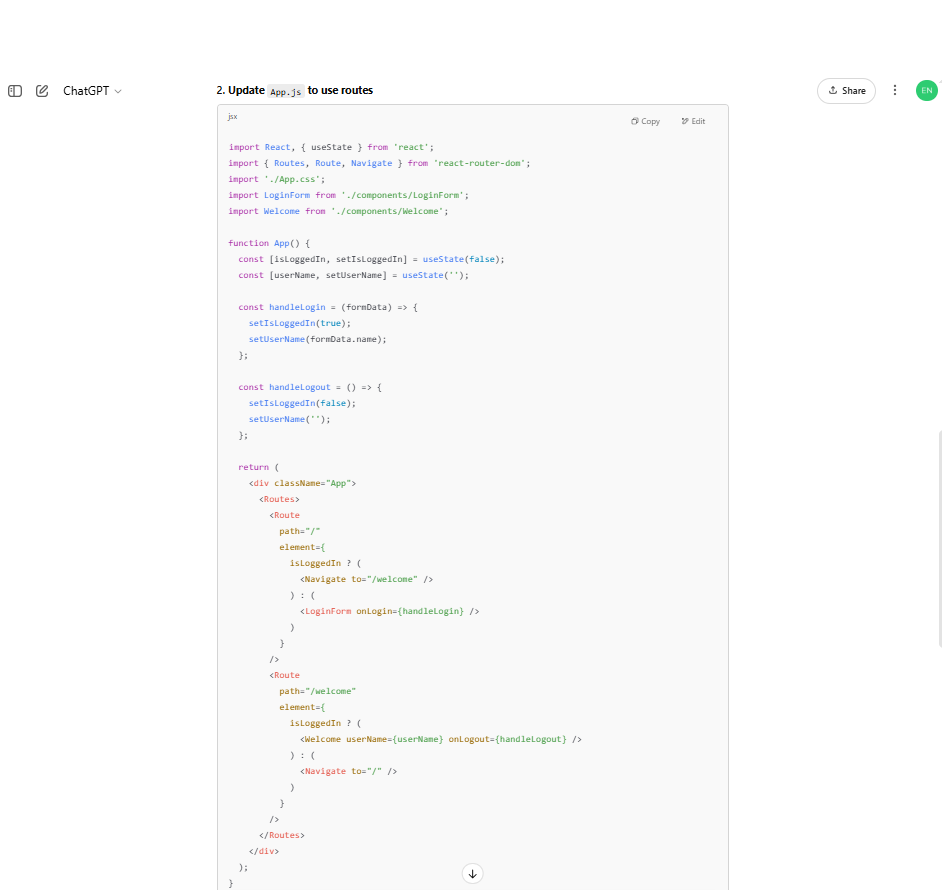 ChatGPT
2. Update App.js to use routes
Share
EN
jsx
Copy Edit
import React, { useState } from 'react';
import { Routes, Route, Navigate } from 'react-router-dom';
import './App.css';
import LoginForm from './components/LoginForm';
import Welcome from './components/Welcome';

function App() {
  const [isLoggedIn, setIsLoggedIn] = useState(false);
  const [userName, setUserName] = useState('');

  const handleLogin = (formData) => {
    setIsLoggedIn(true);
    setUserName(formData.name);
  };

  const handleLogout = () => {
    setIsLoggedIn(false);
    setUserName('');
  };

  return (
    <div className="App">
      <Routes>
        <Route
          path="/"
          element={
            isLoggedIn ? (
              <Navigate to="/welcome" />
            ) : (
              <LoginForm onLogin={handleLogin} />
            )
          }
        />
        <Route
          path="/welcome"
          element={
            isLoggedIn ? (
              <Welcome userName={userName} onLogout={handleLogout} />
            ) : (
              <Navigate to="/" />
            )
          }
        />
      </Routes>
    </div>
  );
}